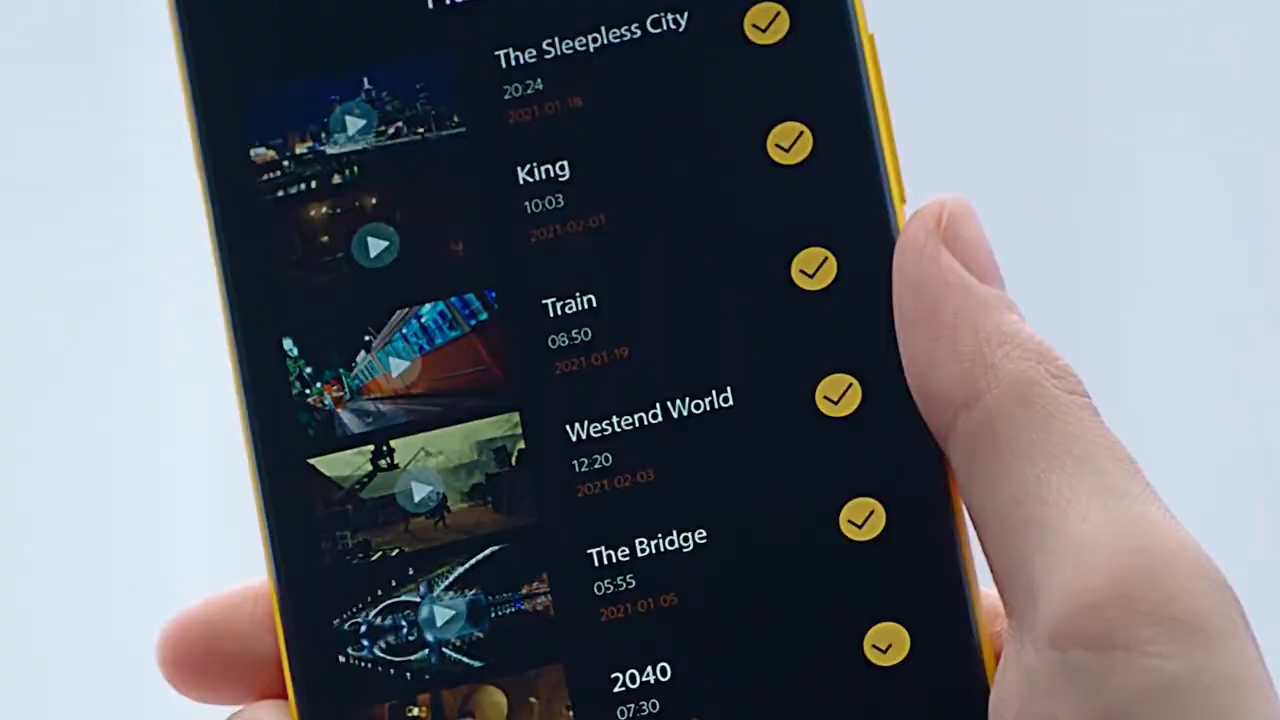 The Sleepless City
20:24
2021-01-18
King
10:03
2021-02-01
Train
08:50
2021-01-19
Westend World
12:20
2021-02-03
The Bridge
05:55
2021-01-05
2040
07:30